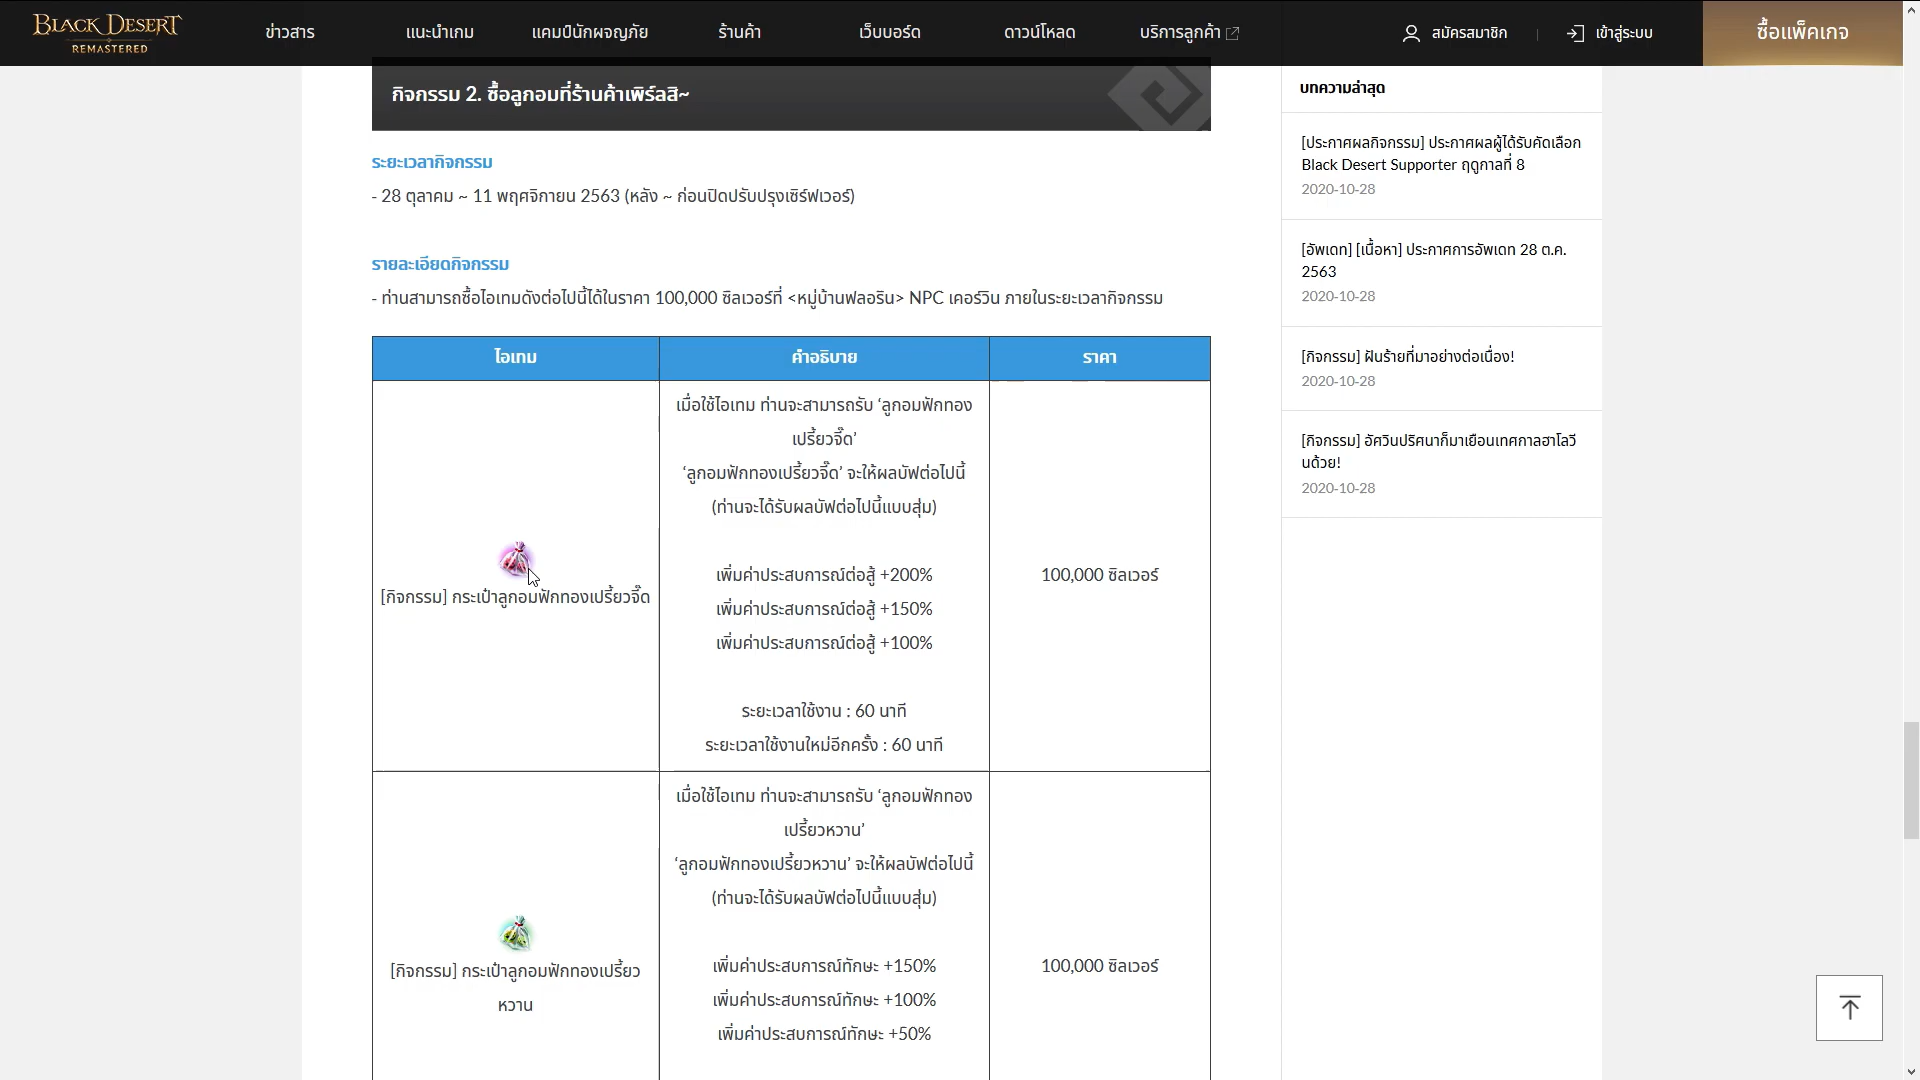 BLACK DESERT
REMASTERED
ข่าวสาร
แนะนำเกม
แคมป์นักผจญภัย
ร้านค้า
เว็บบอร์ด
ดาวน์โหลด
บริการลูกค้า
สมัครสมาชิก
เข้าสู่ระบบ
ซื้อแพ็คเกจ
กิจกรรม 2. ซื้อลูกอมที่ร้านค้าเพิร์ลสิ~
ระยะเวลากิจกรรม
- 28 ตุลาคม ~ 11 พฤศจิกายน 2563 (หลัง ~ ก่อนปิดปรับปรุงเซิร์ฟเวอร์)
รายละเอียดกิจกรรม
- ท่านสามารถซื้อไอเทมดังต่อไปนี้ได้ในราคา 100,000 ซิลเวอร์ที่ <หมู่บ้านฟลอริน> NPC เคอร์วิน ภายในระยะเวลากิจกรรม
ไอเทม
คำอธิบาย
ราคา
[กิจกรรม] กระเป๋าลูกอมฟักทองเปรี้ยวจี๊ด
เมื่อใช้ไอเทม ท่านจะสามารถรับ ‘ลูกอมฟักทอง
เปรี้ยวจี๊ด’
‘ลูกอมฟักทองเปรี้ยวจี๊ด’ จะให้ผลบัฟต่อไปนี้
(ท่านจะได้รับผลบัฟต่อไปนี้แบบสุ่ม)
เพิ่มค่าประสบการณ์ต่อสู้ +200%
เพิ่มค่าประสบการณ์ต่อสู้ +150%
เพิ่มค่าประสบการณ์ต่อสู้ +100%
ระยะเวลาใช้งาน : 60 นาที
ระยะเวลาใช้งานใหม่อีกครั้ง : 60 นาที
100,000 ซิลเวอร์
[กิจกรรม] กระเป๋าลูกอมฟักทองเปรี้ยว
หวาน
เมื่อใช้ไอเทม ท่านจะสามารถรับ ‘ลูกอมฟักทอง
เปรี้ยวหวาน’
‘ลูกอมฟักทองเปรี้ยวหวาน’ จะให้ผลบัฟต่อไปนี้
(ท่านจะได้รับผลบัฟต่อไปนี้แบบสุ่ม)
เพิ่มค่าประสบการณ์ทักษะ +150%
เพิ่มค่าประสบการณ์ทักษะ +100%
เพิ่มค่าประสบการณ์ทักษะ +50%
100,000 ซิลเวอร์
บทความล่าสุด
[ประกาศผลกิจกรรม] ประกาศผลผู้ได้รับคัดเลือก
Black Desert Supporter ฤดูกาลที่ 8
2020-10-28
[อัพเดท] [เนื้อหา] ประกาศการอัพเดท 28 ต.ค.
2563
2020-10-28
[กิจกรรม] ฝันร้ายที่มาอย่างต่อเนื่อง!
2020-10-28
[กิจกรรม] อัศวินปริศนาก็มาเยือนเทศกาลฮาโลวี
นด้วย!
2020-10-28